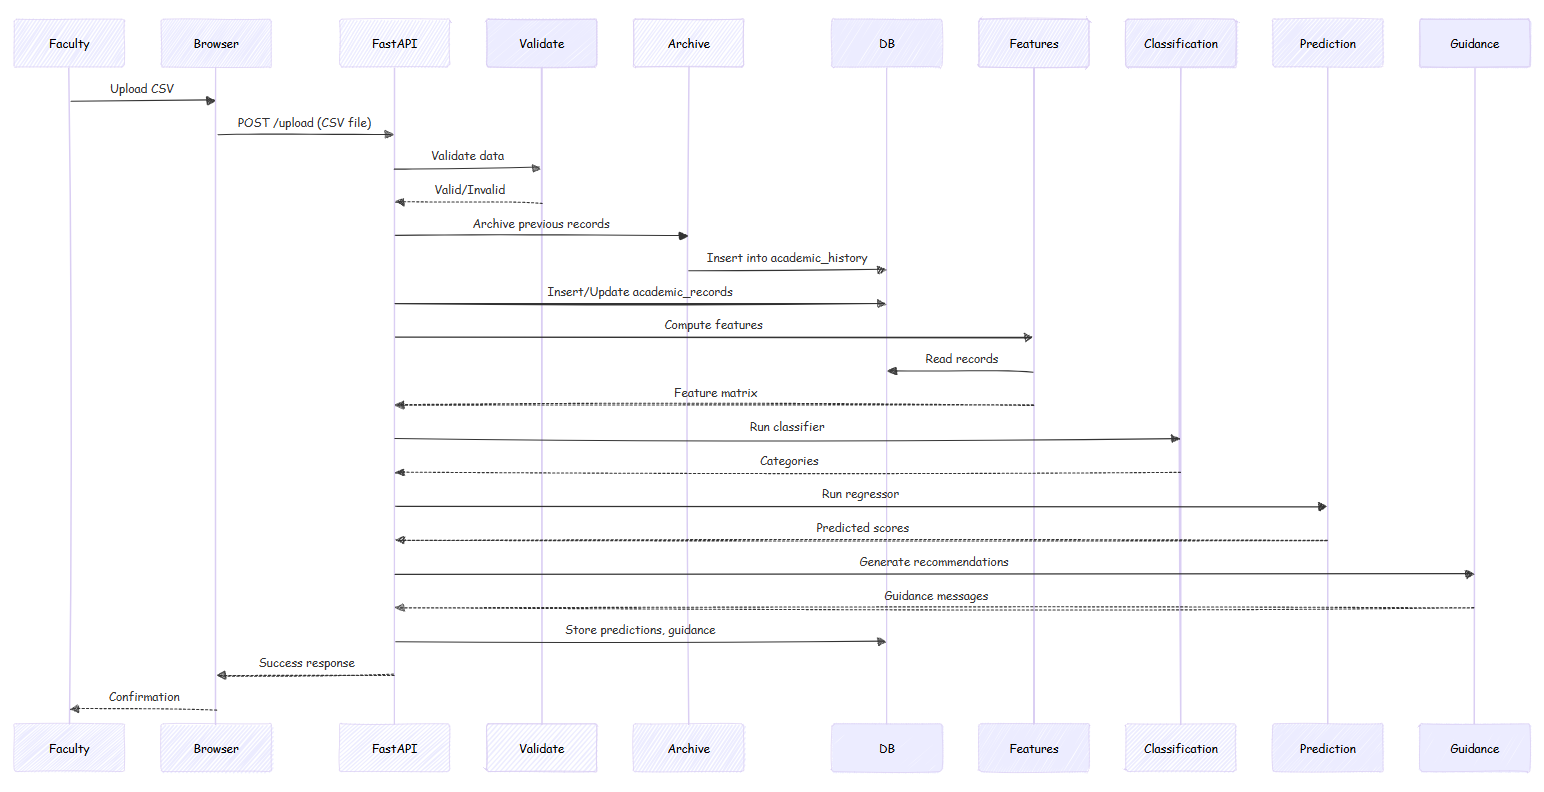 Faculty
Browser
FastAPI
Validate
Archive
DB
Features
Classification
Prediction
Guidance
Upload CSV
POST /upload (CSV file)
Validate data
Valid/Invalid
Archive previous records
Insert into academic_history
Insert/Update academic_records
Compute features
Read records
Feature matrix
Run classifier
Categories
Run regressor
Predicted scores
Generate recommendations
Guidance messages
Store predictions, guidance
Success response
Confirmation
Faculty
Browser
FastAPI
Validate
Archive
DB
Features
Classification
Prediction
Guidance